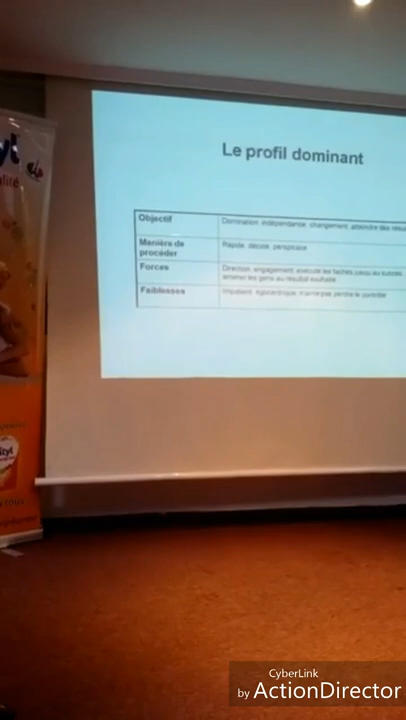 Le profil dominant
Objectif
Domination, indépendance, changement, atteindre des
Manière de
procéder
Rapide, décidé, perspicace
Forces
Direction, engagement, exécute les tâches jusqu'au succès,
amener les gens au résultat souhaité
Faiblesses
Impatient, égocentrique, n'aime pas perdre le contrôle
CyberLink
by ActionDirector